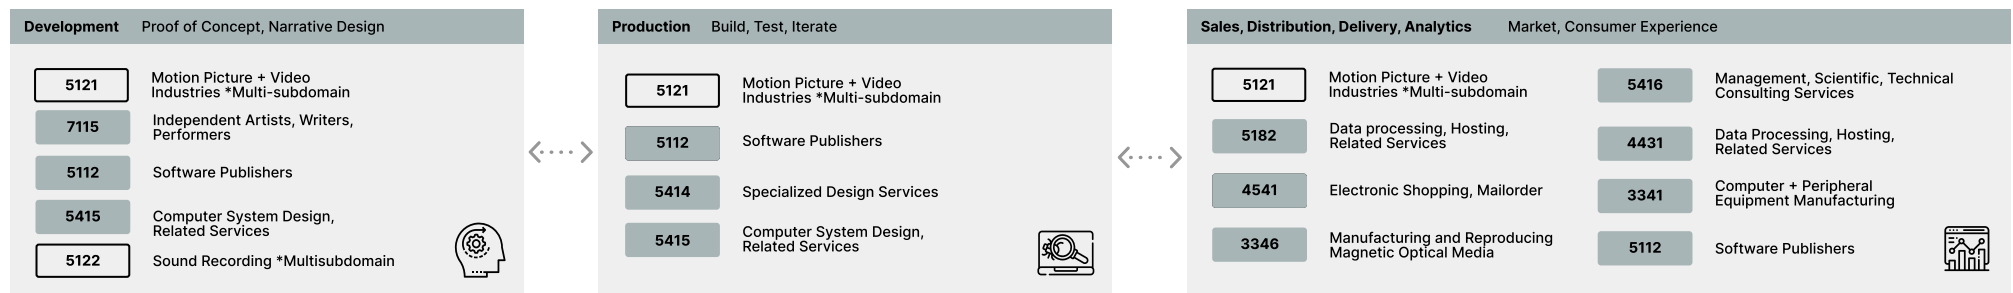 Development Proof of Concept, Narrative Design
5121 Motion Picture + Video
Industries *Multi-subdomain
7115 Independent Artists, Writers,
Performers
5112 Software Publishers
5415 Computer System Design,
Related Services
5122 Sound Recording *Multisubdomain
Production Build, Test, Iterate
5121 Motion Picture + Video
Industries *Multi-subdomain
5112 Software Publishers
5414 Specialized Design Services
5415 Computer System Design,
Related Services
Sales, Distribution, Delivery, Analytics Market, Consumer Experience
5121 Motion Picture + Video
Industries *Multi-subdomain
5182 Data processing, Hosting,
Related Services
4541 Electronic Shopping, Mailorder
3346 Manufacturing and Reproducing
Magnetic Optical Media
5416 Management, Scientific, Technical
Consulting Services
4431 Data Processing, Hosting,
Related Services
3341 Computer + Peripheral
Equipment Manufacturing
5112 Software Publishers